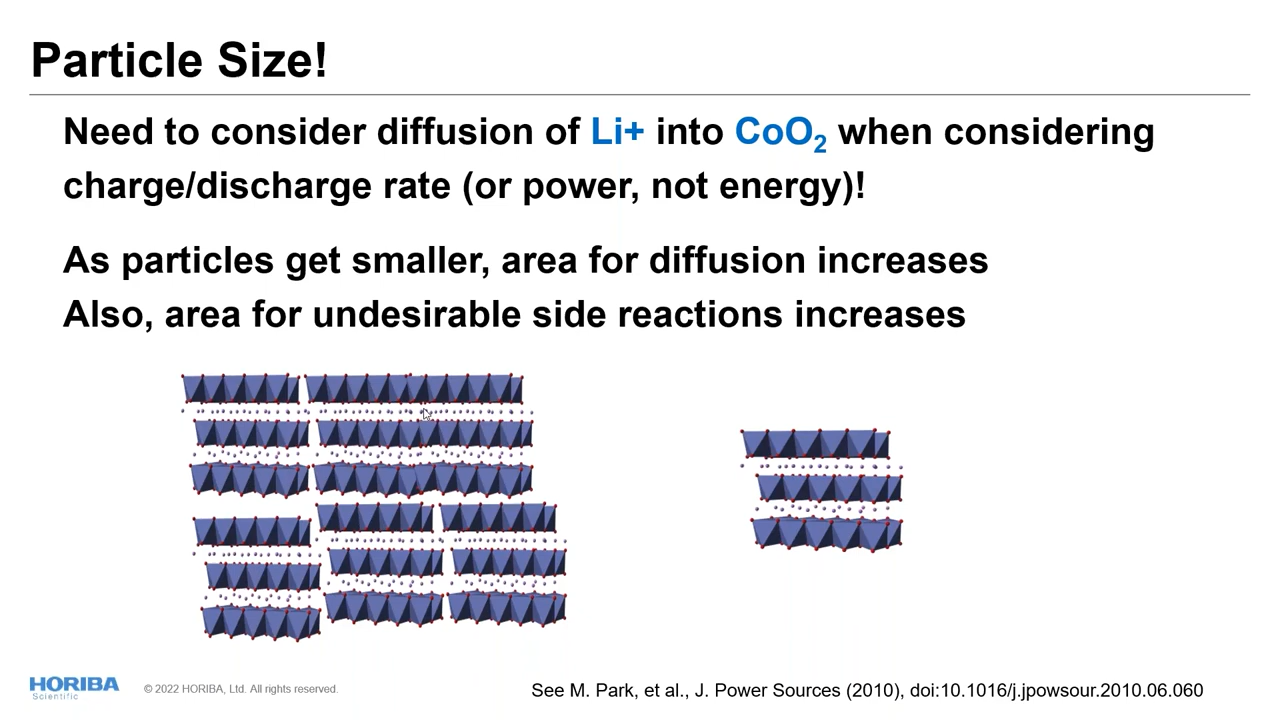 Particle Size!
Need to consider diffusion of Li+ into CoO₂ when considering
charge/discharge rate (or power, not energy)!
As particles get smaller, area for diffusion increases
Also, area for undesirable side reactions increases
HORIBA
Scientific
© 2022 HORIBA, Ltd. All rights reserved.
See M. Park, et al., J. Power Sources (2010), doi:10.1016/j.jpowsour.2010.06.060